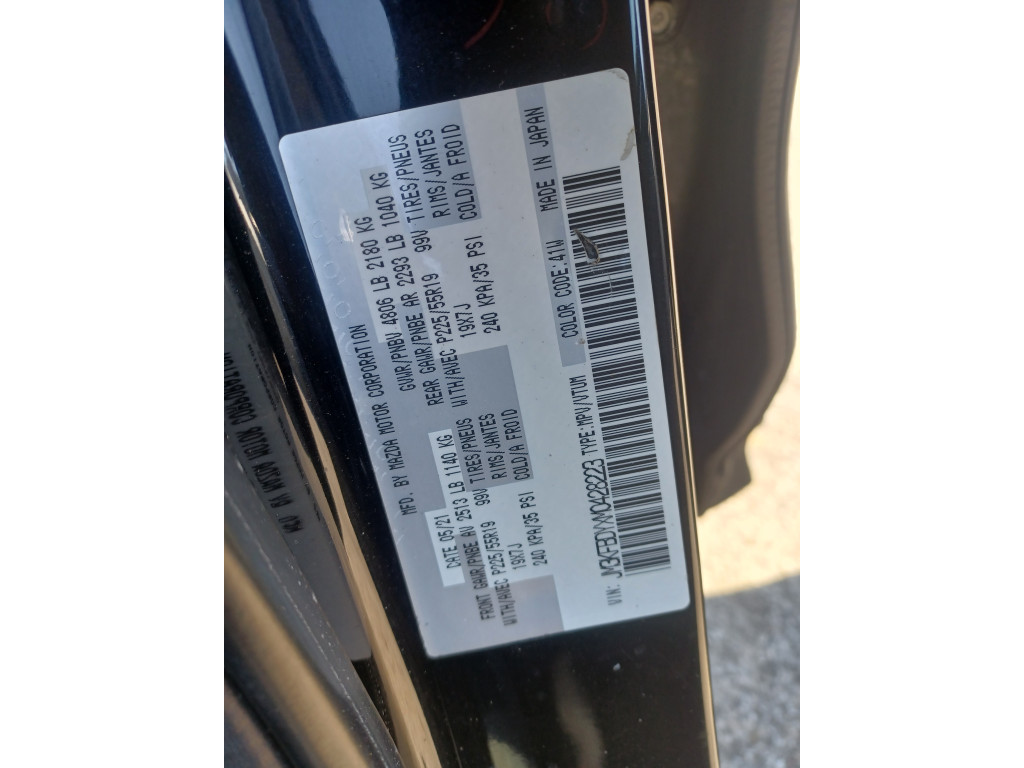 MFD. BY MAZDA MOTOR CORPORATION
DATE 05/21 GVWR/PNBV 4806 LB 2180 KG
FRONT GAWR/PNBE AV 2513 LB 1140 KG REAR GAWR/PNBE AR 2293 LB 1040 KG
WITH/AVEC P225/55R19 99V TIRES/PNEUS WITH/AVEC P225/55R19 99V TIRES/PNEUS
19X7J RIMS/JANTES 19X7J RIMS/JANTES
240 KPA/35 PSI COLD/A FROID 240 KPA/35 PSI COLD/A FROID
COLOR CODE:41W MADE IN JAPAN
VIN: JM3KFBDYXM0428223 TYPE:MPV/VTUM